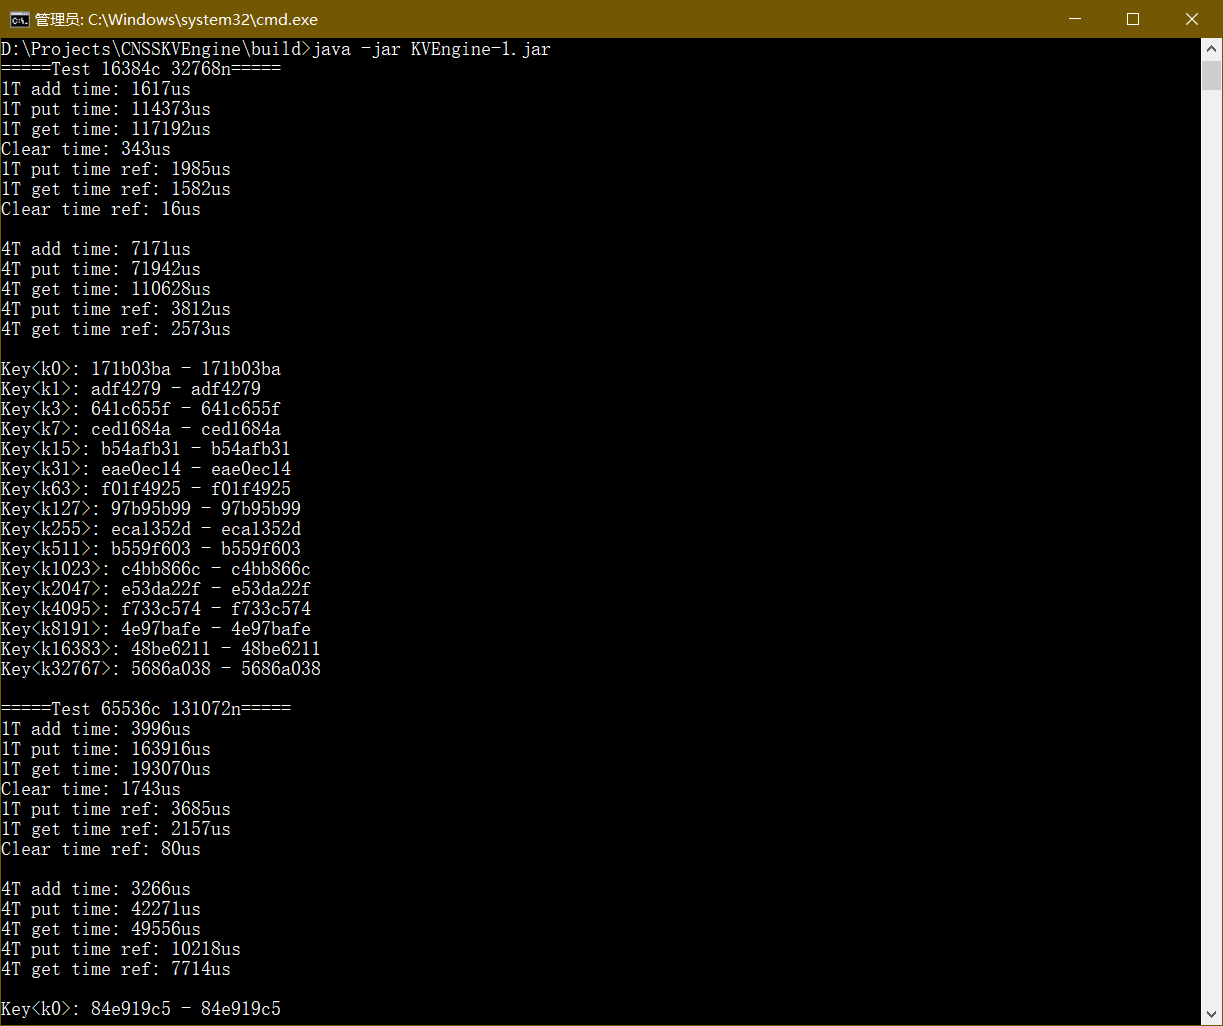 管理员: C:\Windows\system32\cmd.exe
D:\Projects\CNSSKVEngine\build>java -jar KVEngine-1.jar
=====Test 16384c 32768n=====
1T add time: 1617us
1T put time: 114373us
1T get time: 117192us
Clear time: 343us
1T put time ref: 1985us
1T get time ref: 1582us
Clear time ref: 16us
4T add time: 7171us
4T put time: 71942us
4T get time: 110628us
4T put time ref: 3812us
4T get time ref: 2573us
Key<k0>: 171b03ba - 171b03ba
Key<k1>: adf4279 - adf4279
Key<k3>: 641c655f - 641c655f
Key<k7>: ced1684a - ced1684a
Key<k15>: b54afb31 - b54afb31
Key<k31>: eae0ec14 - eae0ec14
Key<k63>: f01f4925 - f01f4925
Key<k127>: 97b95b99 - 97b95b99
Key<k255>: eca1352d - eca1352d
Key<k511>: b559f603 - b559f603
Key<k1023>: c4bb866c - c4bb866c
Key<k2047>: e53da22f - e53da22f
Key<k4095>: f733c574 - f733c574
Key<k8191>: 4e97bafe - 4e97bafe
Key<k16383>: 48be6211 - 48be6211
Key<k32767>: 5686a038 - 5686a038
=====Test 65536c 131072n=====
1T add time: 3996us
1T put time: 163916us
1T get time: 193070us
Clear time: 1743us
1T put time ref: 3685us
1T get time ref: 2157us
Clear time ref: 80us
4T add time: 3266us
4T put time: 42271us
4T get time: 49556us
4T put time ref: 10218us
4T get time ref: 7714us
Key<k0>: 84e919c5 - 84e919c5